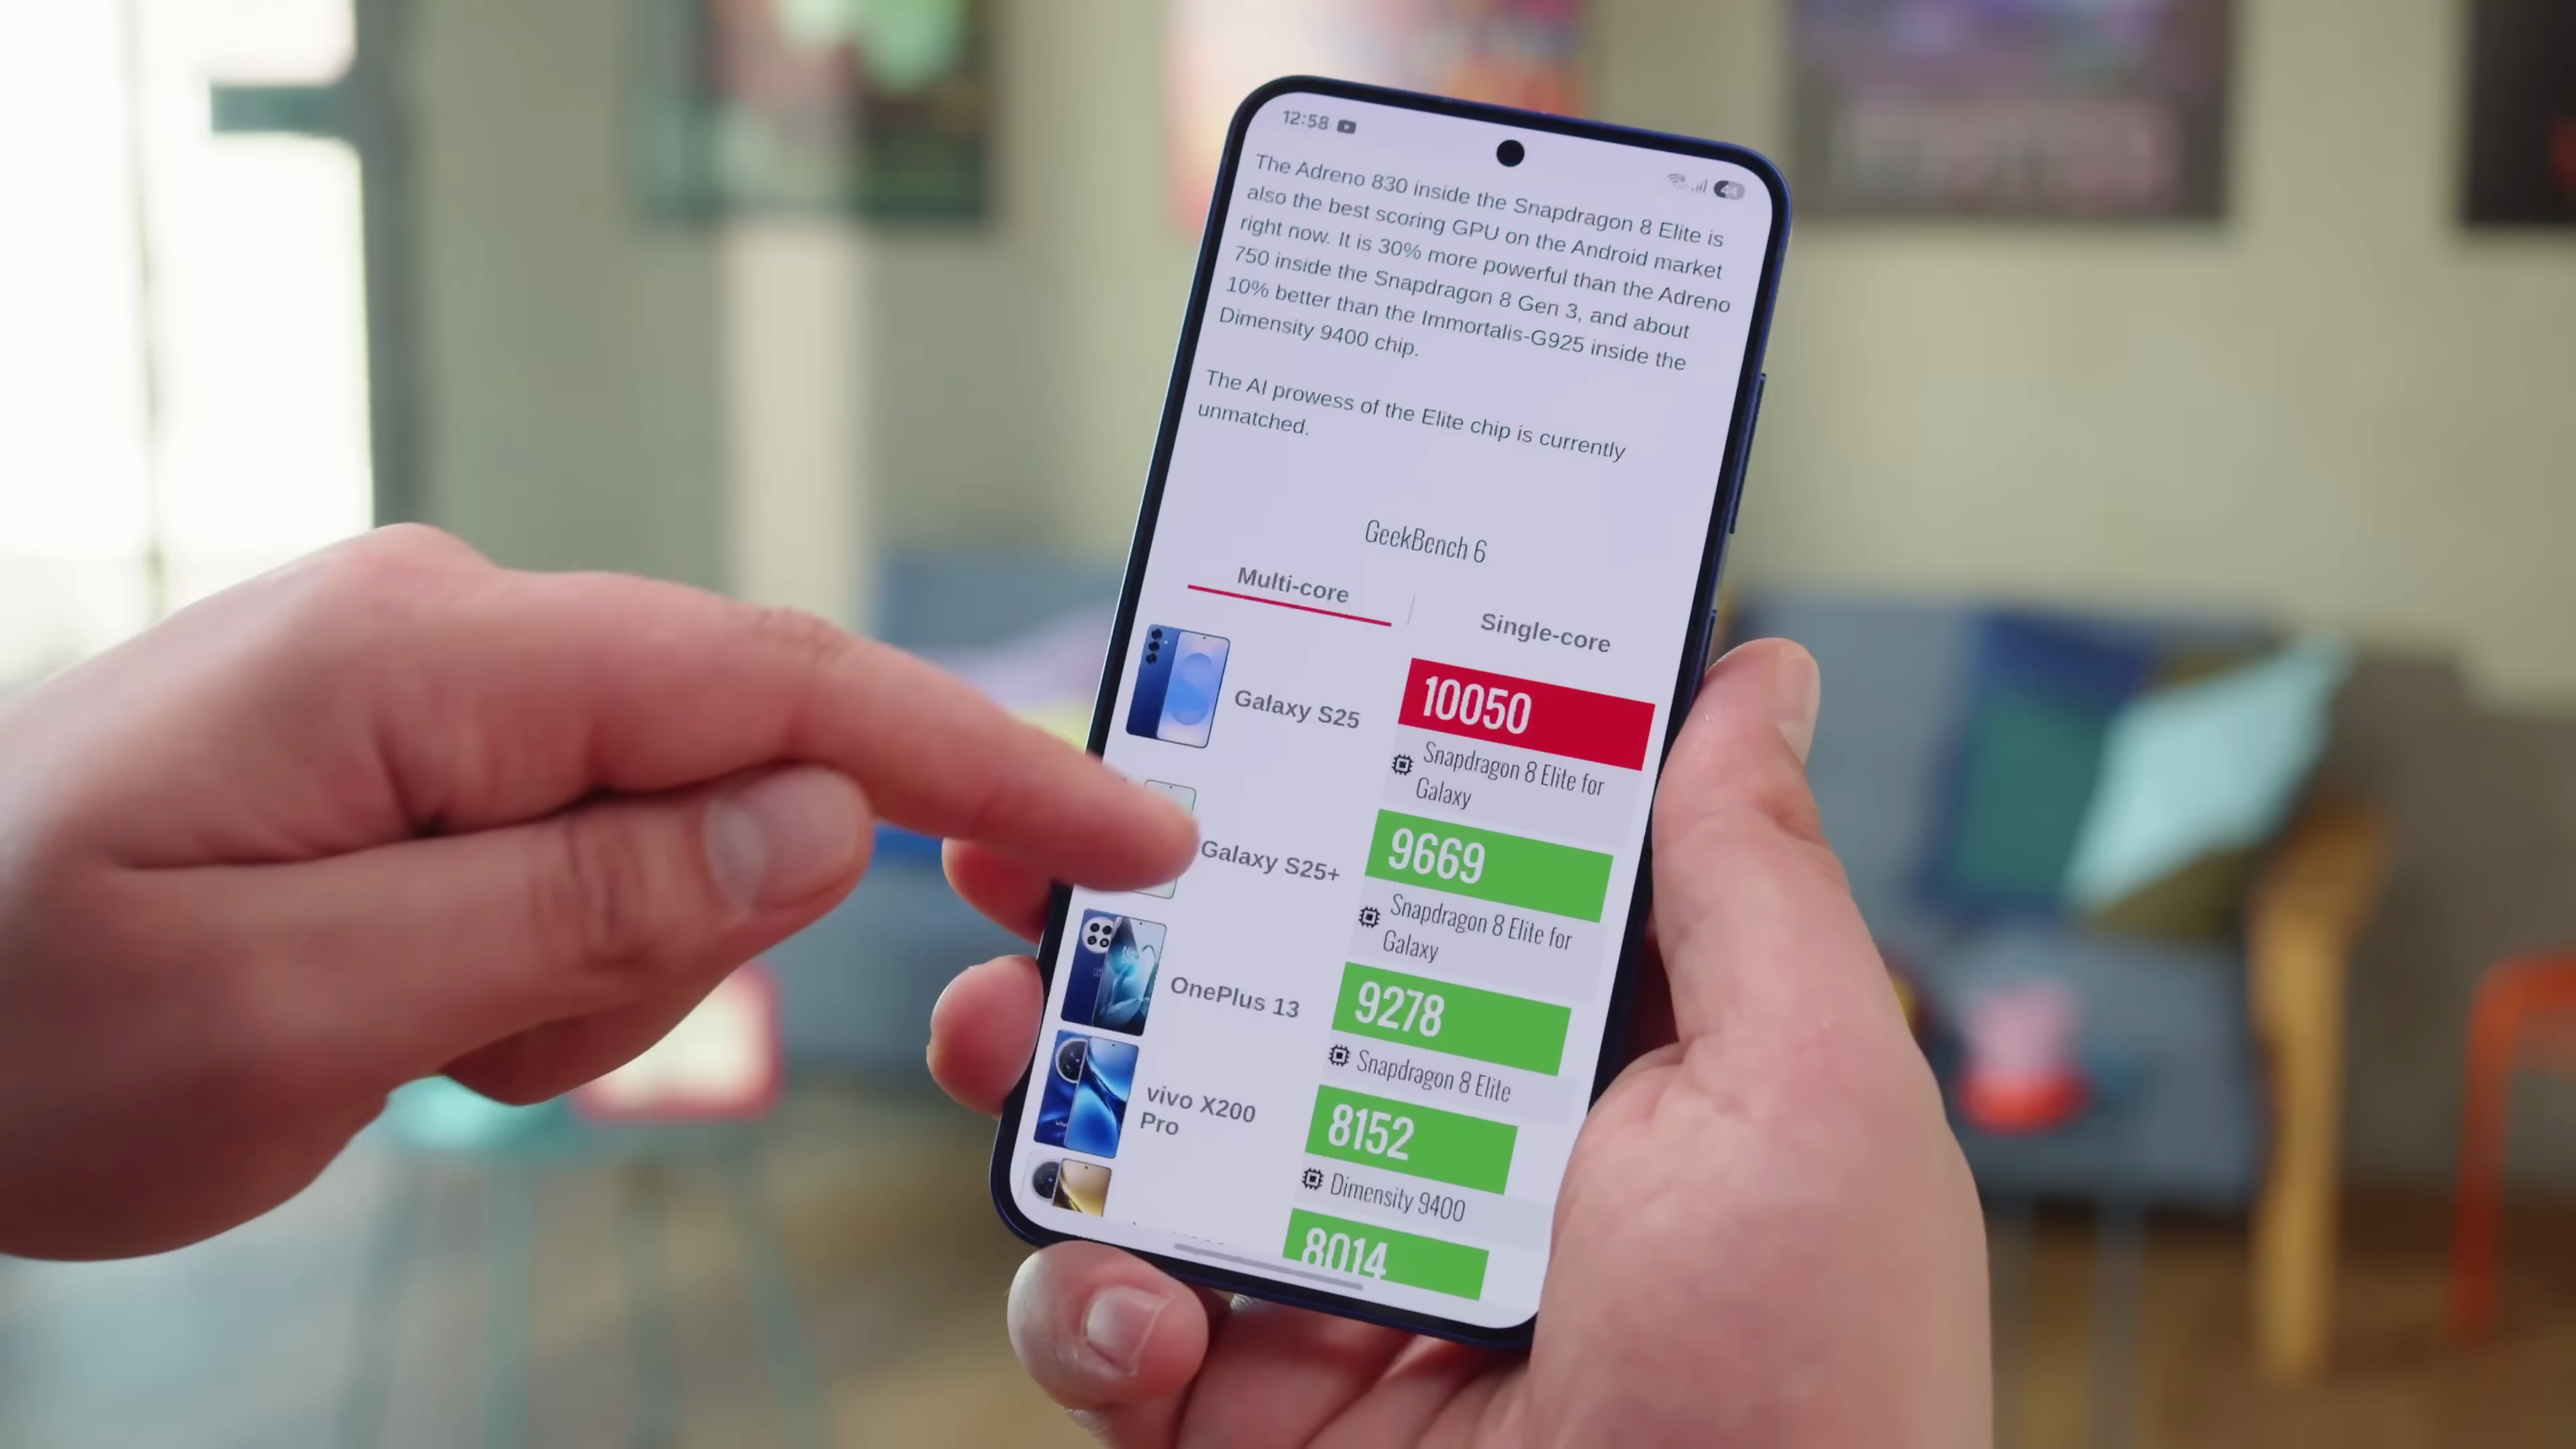 12:58
The Adreno 830 inside the Snapdragon 8 Elite is
also the best scoring GPU on the Android market
right now. It is 30% more powerful than the Adreno
750 inside the Snapdragon 8 Gen 3, and about
10% better than the Immortalis-G925 inside the
Dimensity 9400 chip.
The AI prowess of the Elite chip is currently
unmatched.
GeekBench 6
Multi-core
Single-core
Galaxy S25
10050
Snapdragon 8 Elite for
Galaxy
Galaxy S25+
9669
Snapdragon 8 Elite for
Galaxy
OnePlus 13
9278
Snapdragon 8 Elite
vivo X200
Pro
8152
Dimensity 9400
8014